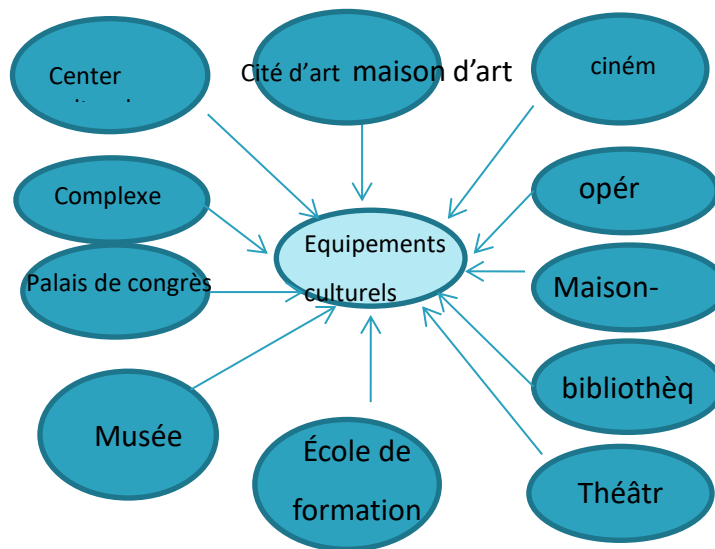 Center
Cité d'art maison d'art
ciném
Complexe
opér
Equipements
culturels
Palais de congrès
Maison-
bibliothèq
Musée
École de
formation
Théâtr